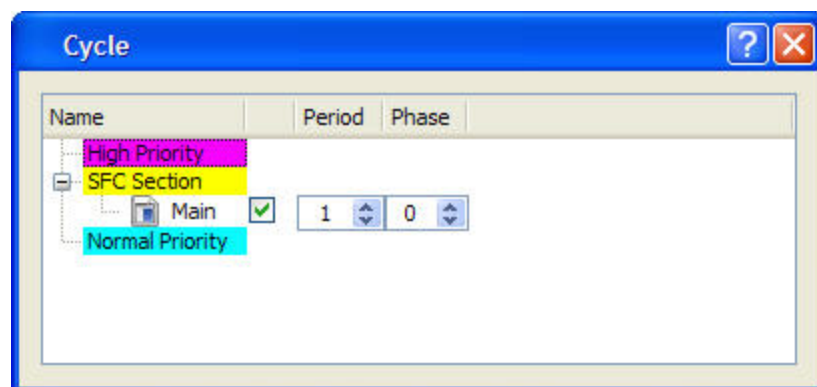 Cycle
Name Period Phase
High Priority
SFC Section
Main 1 0
Normal Priority